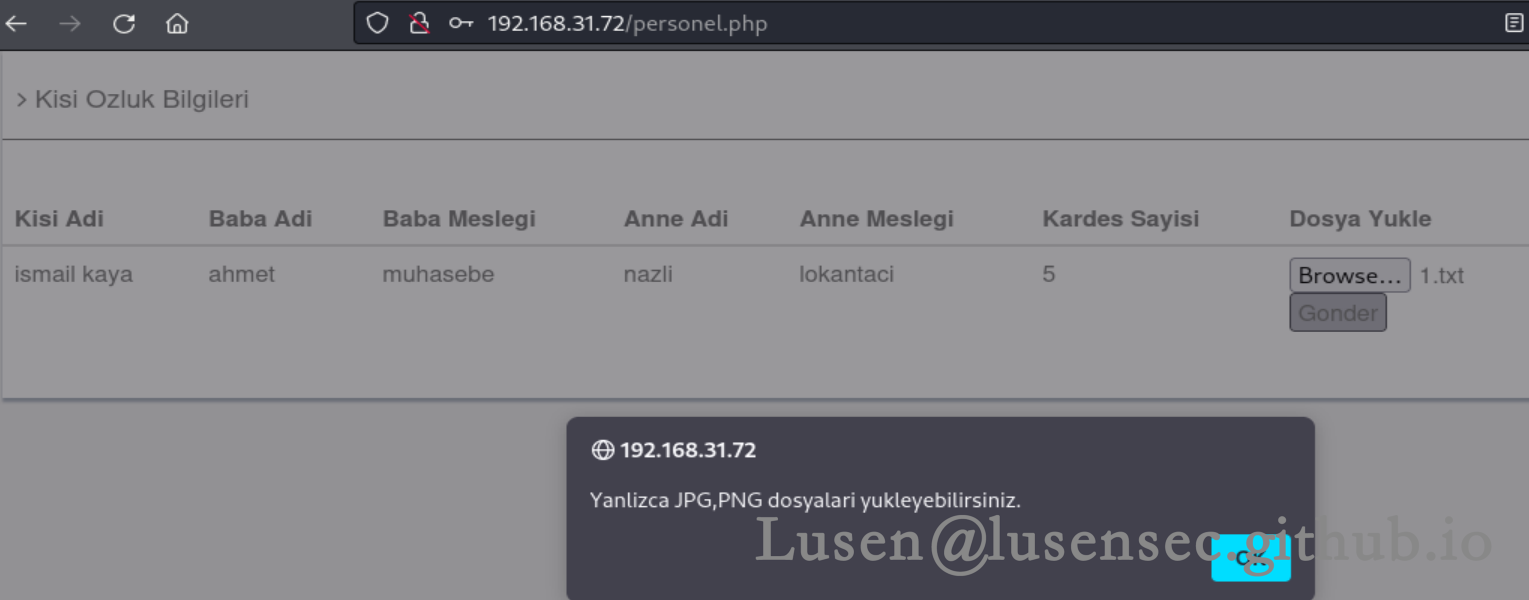 192.168.31.72/personel.php
> Kisi Ozluk Bilgileri
Kisi Adi Baba Adi Baba Meslegi Anne Adi Anne Meslegi Kardes Sayisi Dosya Yukle
ismail kaya ahmet muhasebe nazli lokantaci 5 Browse... 1.txt
Gonder
192.168.31.72
Yanlizca JPG,PNG dosyalari yukleyebilirsiniz.
Lusen@lusensec.github.io
OK